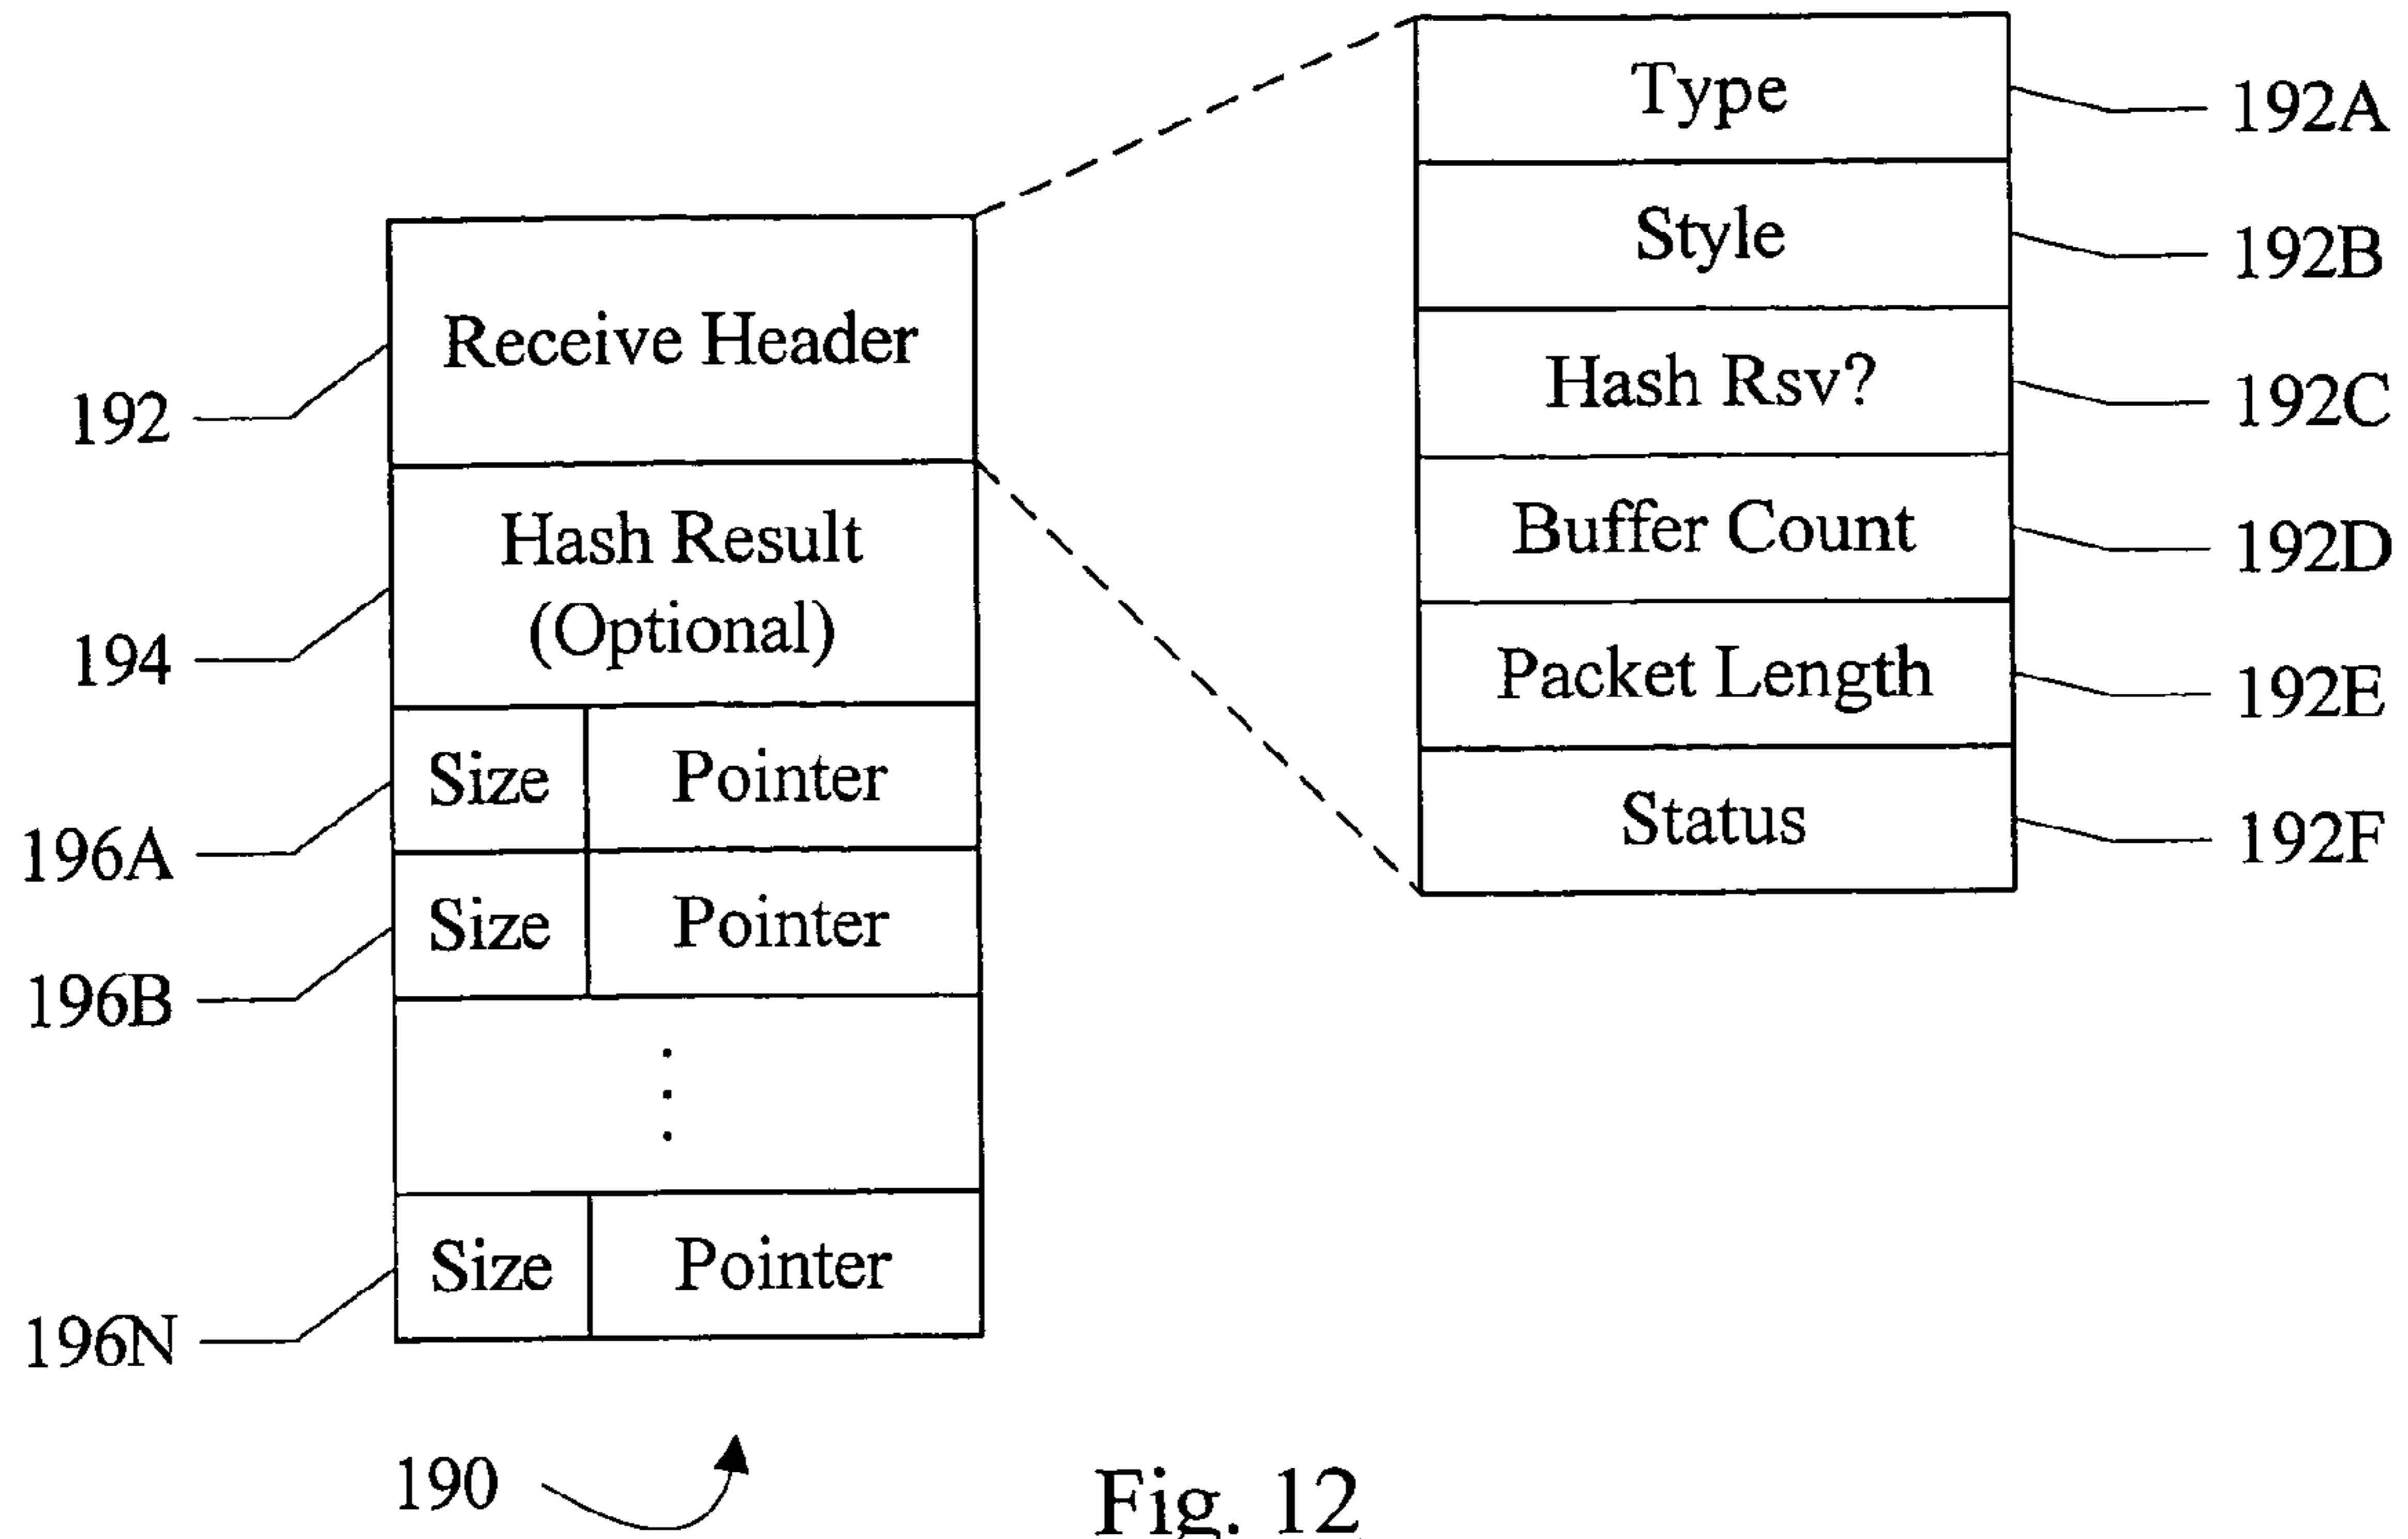 Type
192A
Style
192B
Receive Header
Hash Rsv?
192
192C
Hash Result
Buffer Count
192D
(Optional)
194
Packet Length
192E
Size Pointer
196A
Status
192F
Size Pointer
196B
.
.
.
Size Pointer
196N
190
Fig. 12